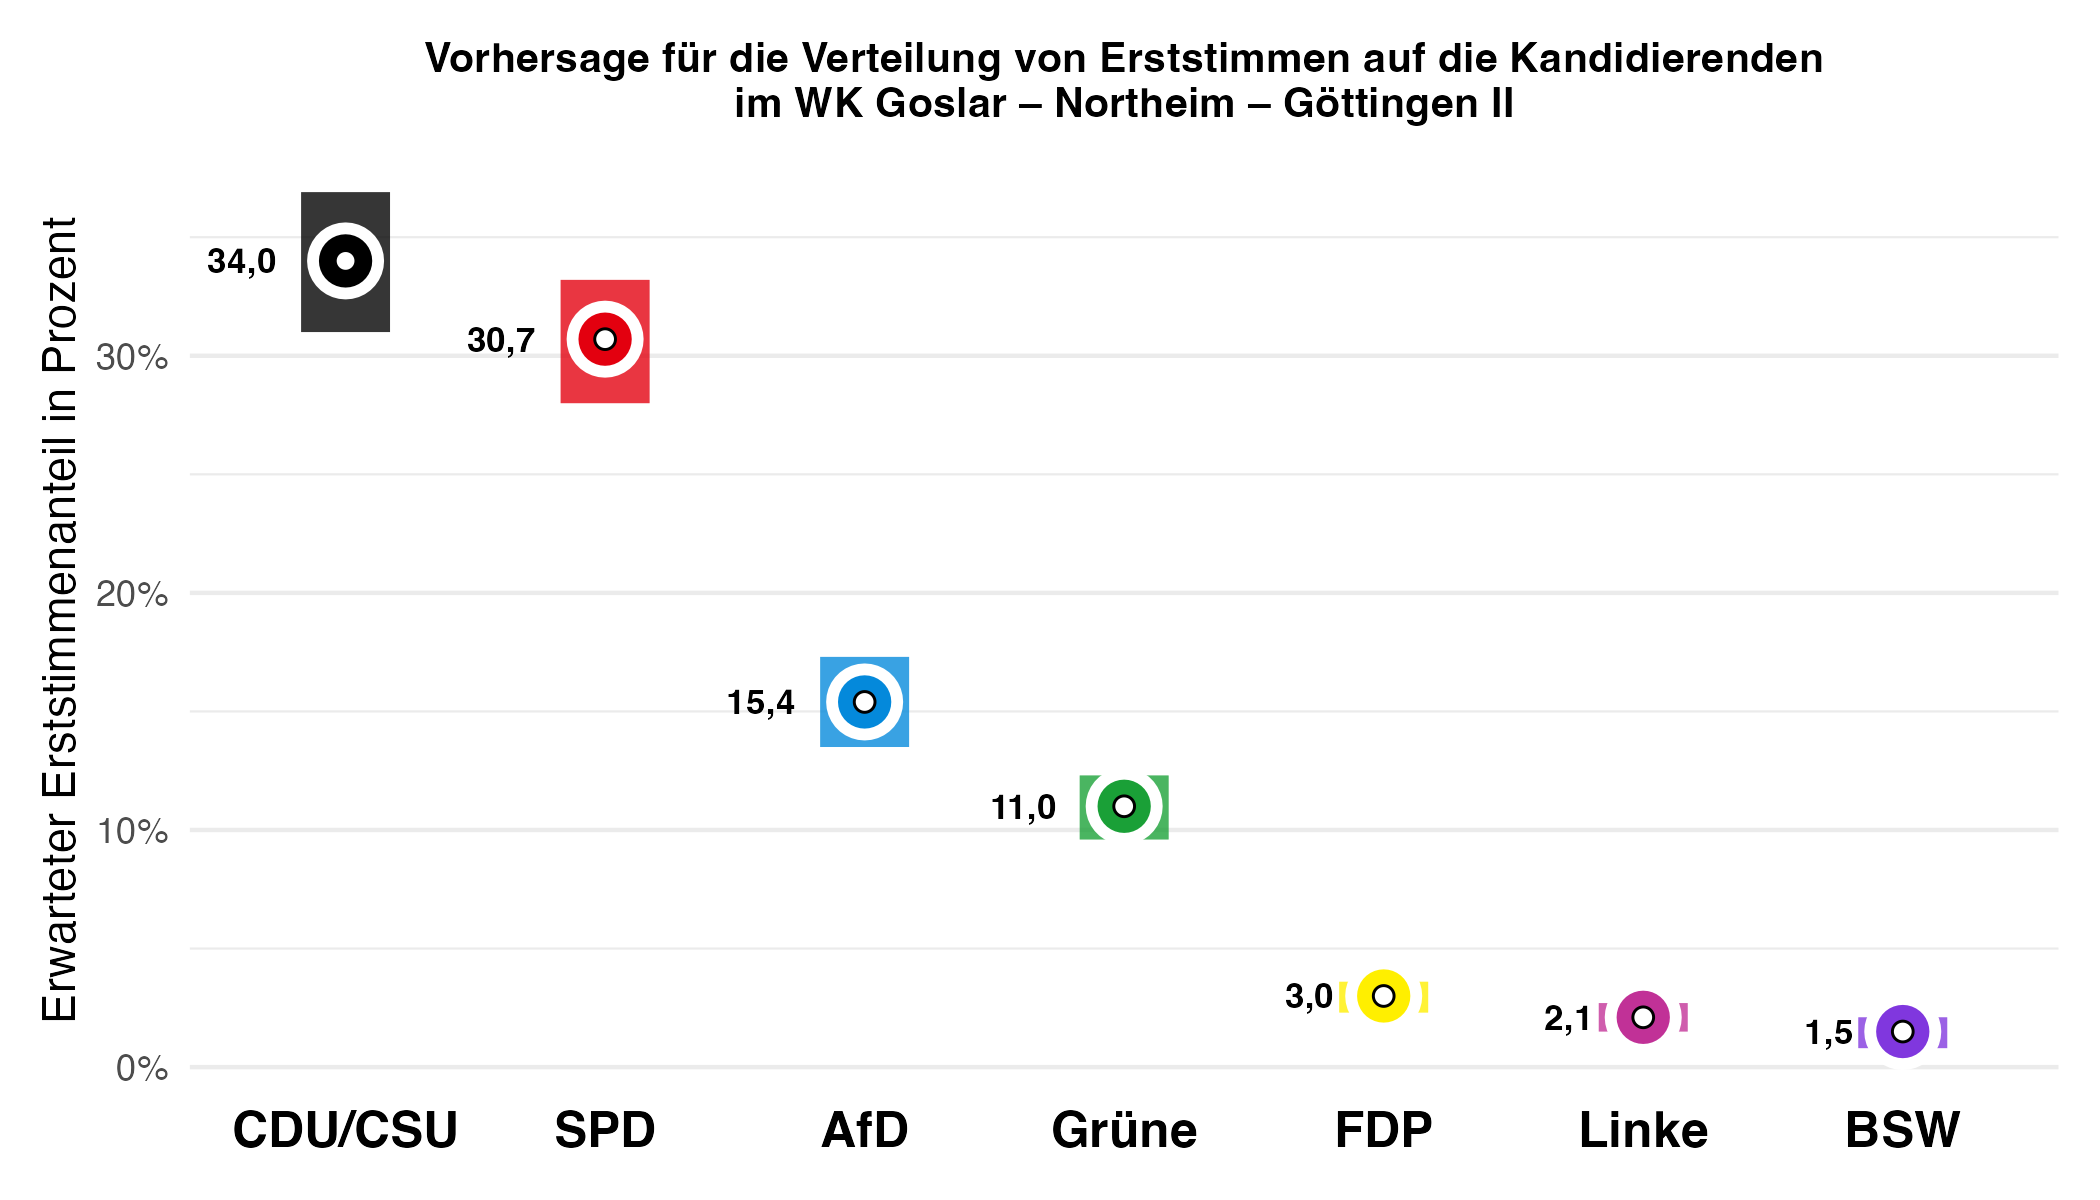 Vorhersage für die Verteilung von Erststimmen auf die Kandidierenden
im WK Goslar – Northeim – Göttingen II
Erwarteter Erststimmenanteil in Prozent
30%
20%
10%
0%
34,0
30,7
15,4
11,0
3,0
2,1
1,5
CDU/CSU
SPD
AfD
Grüne
FDP
Linke
BSW